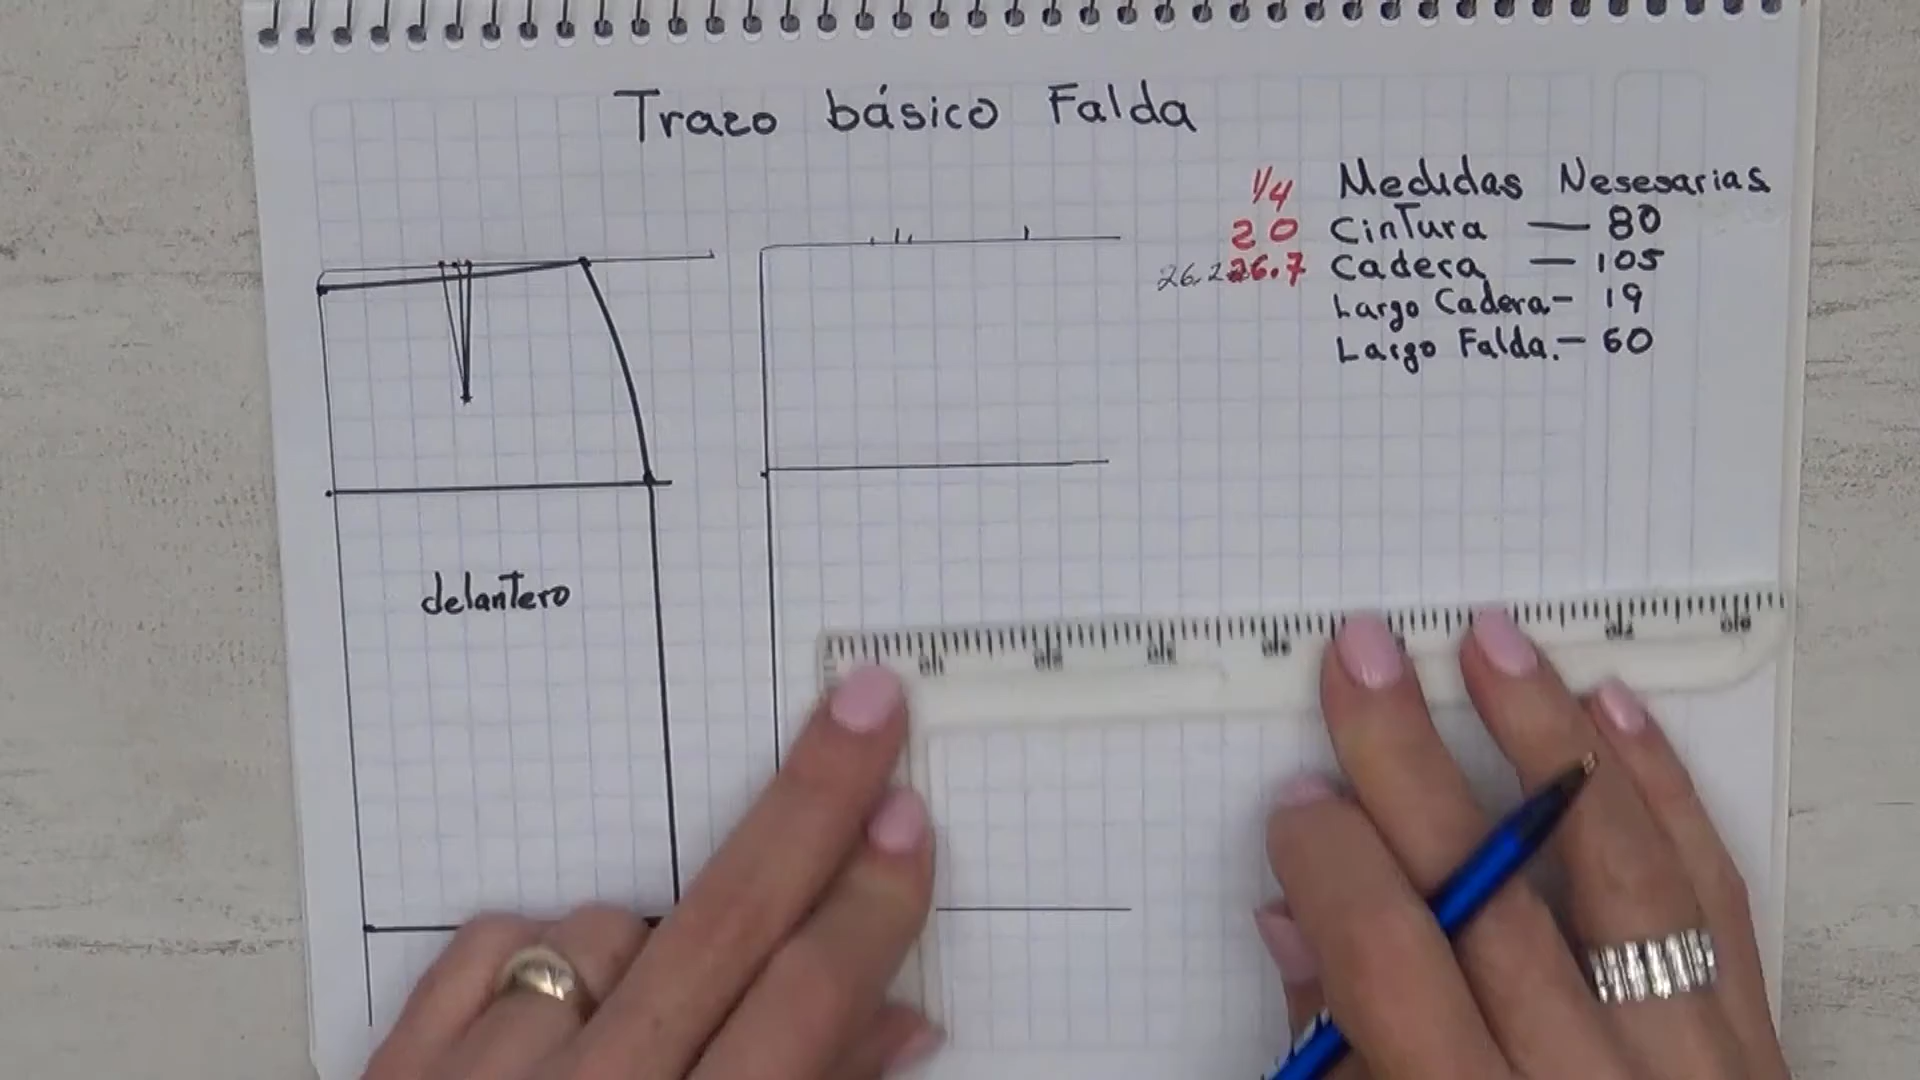 Trazo básico Falda
1/4 Medidas Nesesarias
20 Cintura — 80
26.2 26.7 Cadera — 105
Largo Cadera - 19
Largo Falda. - 60
delantero